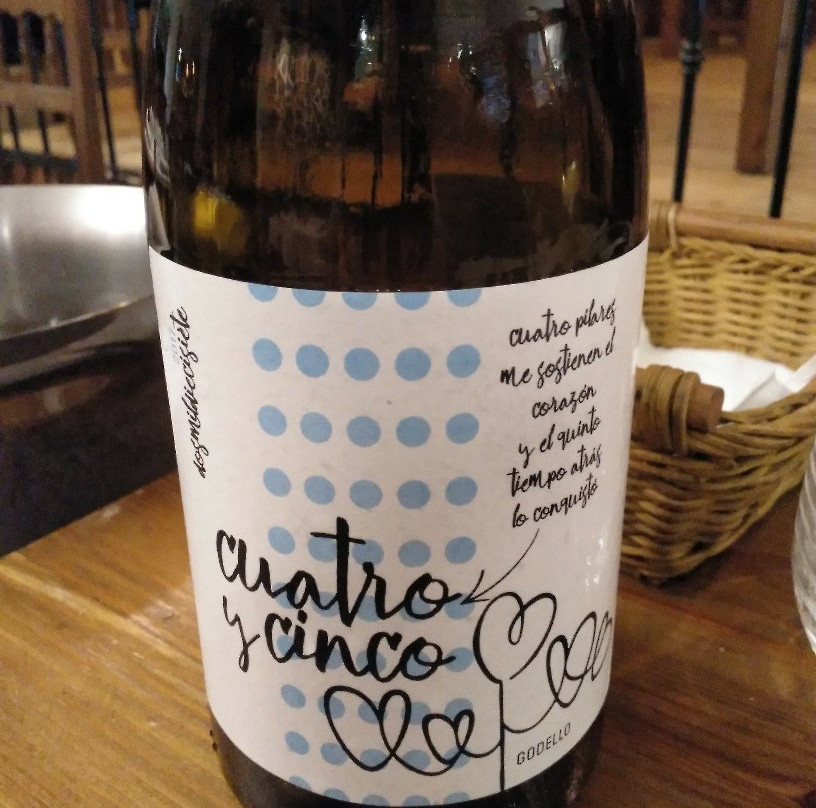 dosmildiecisiete
cuatro pilares
me sostienen el
corazón
y el quinto
tiempo atrás
lo conquistó
cuatro
y cinco
GODELLO